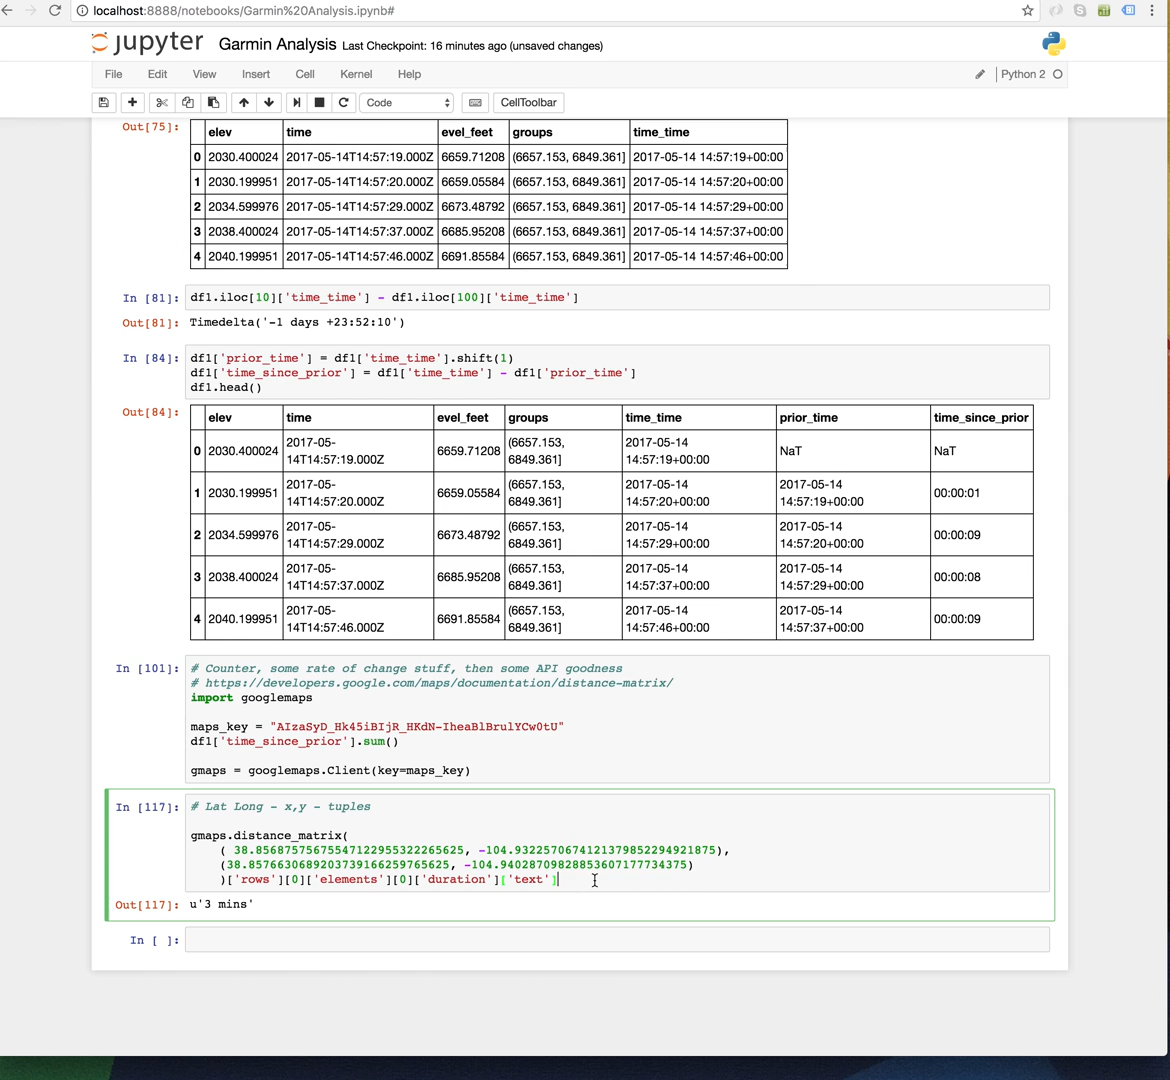 localhost:8888/notebooks/Garmin%20Analysis.ipynb#
jupyter Garmin Analysis Last Checkpoint: 16 minutes ago (unsaved changes)
File Edit View Insert Cell Kernel Help Python 2
Code CellToolbar
Out[75]:
elev time evel_feet groups time_time
0 2030.400024 2017-05-14T14:57:19.000Z 6659.71208 (6657.153, 6849.361] 2017-05-14 14:57:19+00:00
1 2030.199951 2017-05-14T14:57:20.000Z 6659.05584 (6657.153, 6849.361] 2017-05-14 14:57:20+00:00
2 2034.599976 2017-05-14T14:57:29.000Z 6673.48792 (6657.153, 6849.361] 2017-05-14 14:57:29+00:00
3 2038.400024 2017-05-14T14:57:37.000Z 6685.95208 (6657.153, 6849.361] 2017-05-14 14:57:37+00:00
4 2040.199951 2017-05-14T14:57:46.000Z 6691.85584 (6657.153, 6849.361] 2017-05-14 14:57:46+00:00
In [81]: df1.iloc[10]['time_time'] - df1.iloc[100]['time_time']
Out[81]: Timedelta('-1 days +23:52:10')
In [84]: df1['prior_time'] = df1['time_time'].shift(1)
df1['time_since_prior'] = df1['time_time'] - df1['prior_time']
df1.head()
Out[84]:
elev time evel_feet groups time_time prior_time time_since_prior
0 2030.400024 2017-05-14T14:57:19.000Z 6659.71208 (6657.153, 6849.361] 2017-05-14 14:57:19+00:00 NaT NaT
1 2030.199951 2017-05-14T14:57:20.000Z 6659.05584 (6657.153, 6849.361] 2017-05-14 14:57:20+00:00 2017-05-14 14:57:19+00:00 00:00:01
2 2034.599976 2017-05-14T14:57:29.000Z 6673.48792 (6657.153, 6849.361] 2017-05-14 14:57:29+00:00 2017-05-14 14:57:20+00:00 00:00:09
3 2038.400024 2017-05-14T14:57:37.000Z 6685.95208 (6657.153, 6849.361] 2017-05-14 14:57:37+00:00 2017-05-14 14:57:29+00:00 00:00:08
4 2040.199951 2017-05-14T14:57:46.000Z 6691.85584 (6657.153, 6849.361] 2017-05-14 14:57:46+00:00 2017-05-14 14:57:37+00:00 00:00:09
In [101]: # Counter, some rate of change stuff, then some API goodness
# https://developers.google.com/maps/documentation/distance-matrix/
import googlemaps
maps_key = "AIzaSyD_Hk45iBIjR_HKdN-IheaBlBrulYCw0tU"
df1['time_since_prior'].sum()
gmaps = googlemaps.Client(key=maps_key)
In [117]: # Lat Long - x,y - tuples
gmaps.distance_matrix(
( 38.85687575675547122955322265625, -104.9322570674121379852294921875),
(38.8576630689203739166259765625, -104.94028709828853607177734375)
)['rows'][0]['elements'][0]['duration']['text']
Out[117]: u'3 mins'
In [ ]: